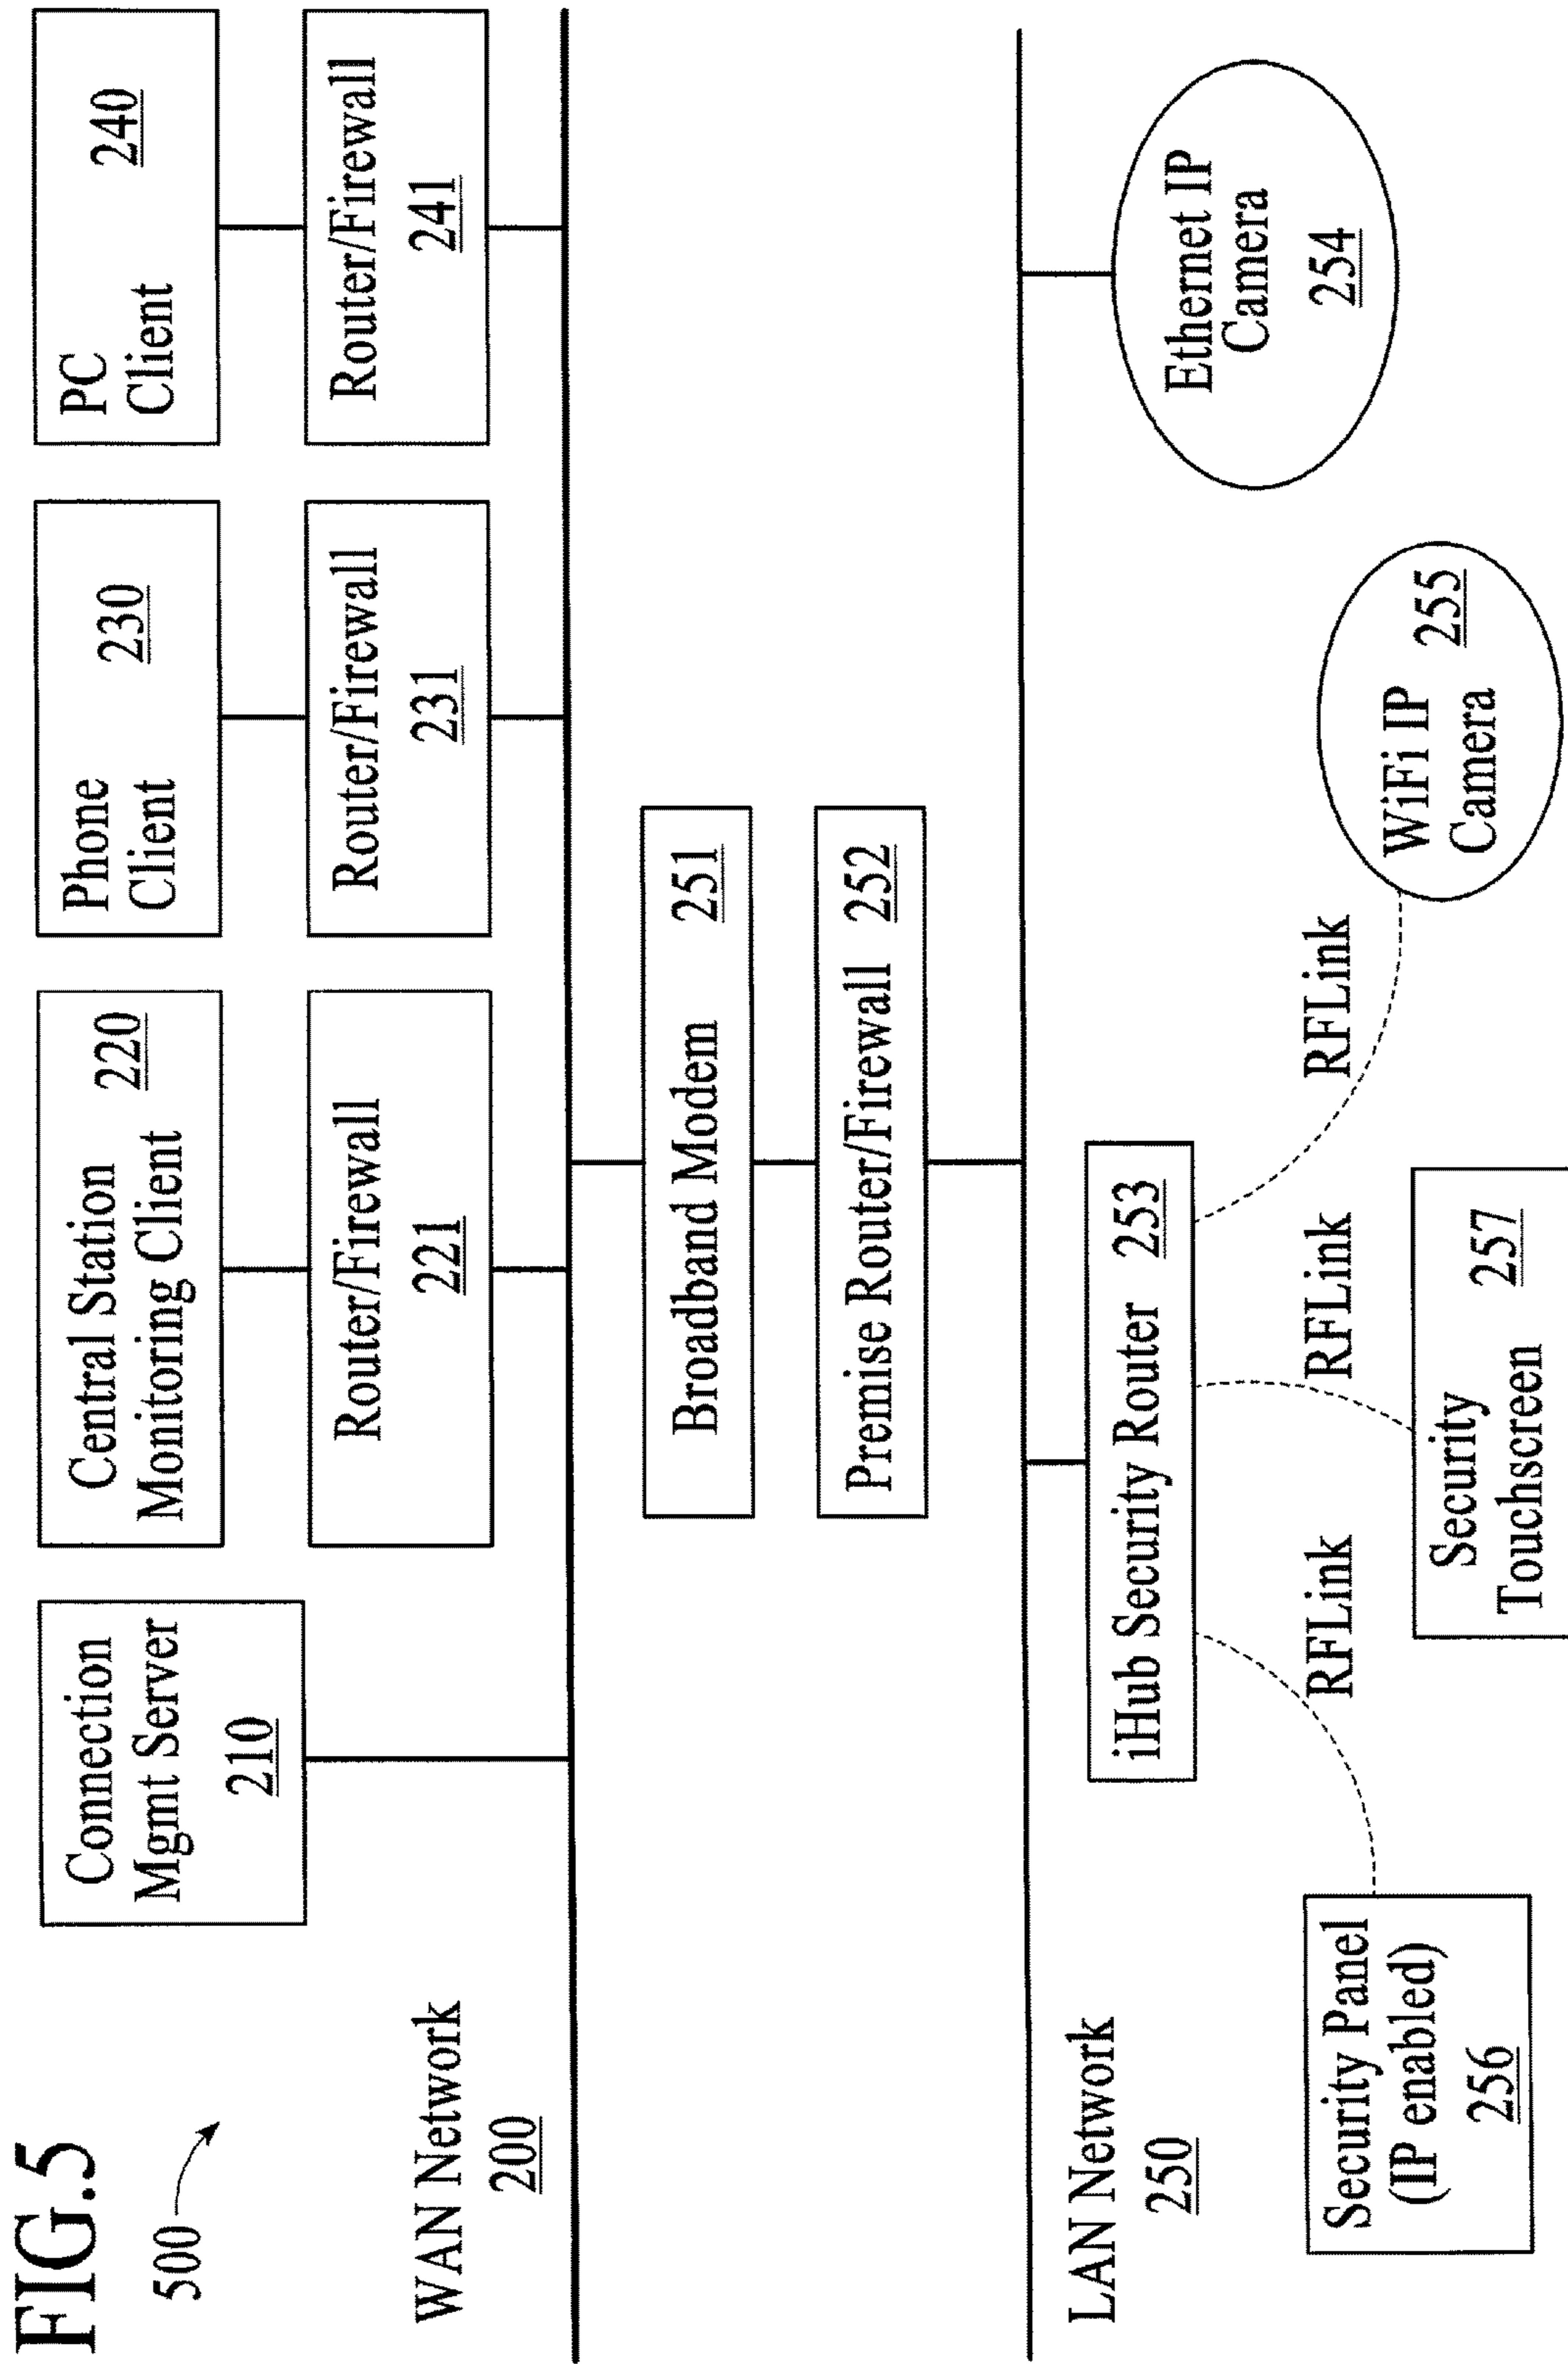 FIG.5
500
Connection
Mgmt Server
210
Central Station
Monitoring Client 220
Phone
Client 230
PC
Client 240
Router/Firewall
221
Router/Firewall
231
Router/Firewall
241
WAN Network
200
Broadband Modem 251
Premise Router/Firewall 252
LAN Network
250
iHub Security Router 253
RFLink
RFLink
RFLink
Security Panel
(IP enabled)
256
Security
Touchscreen 257
WiFi IP
Camera 255
Ethernet IP
Camera
254